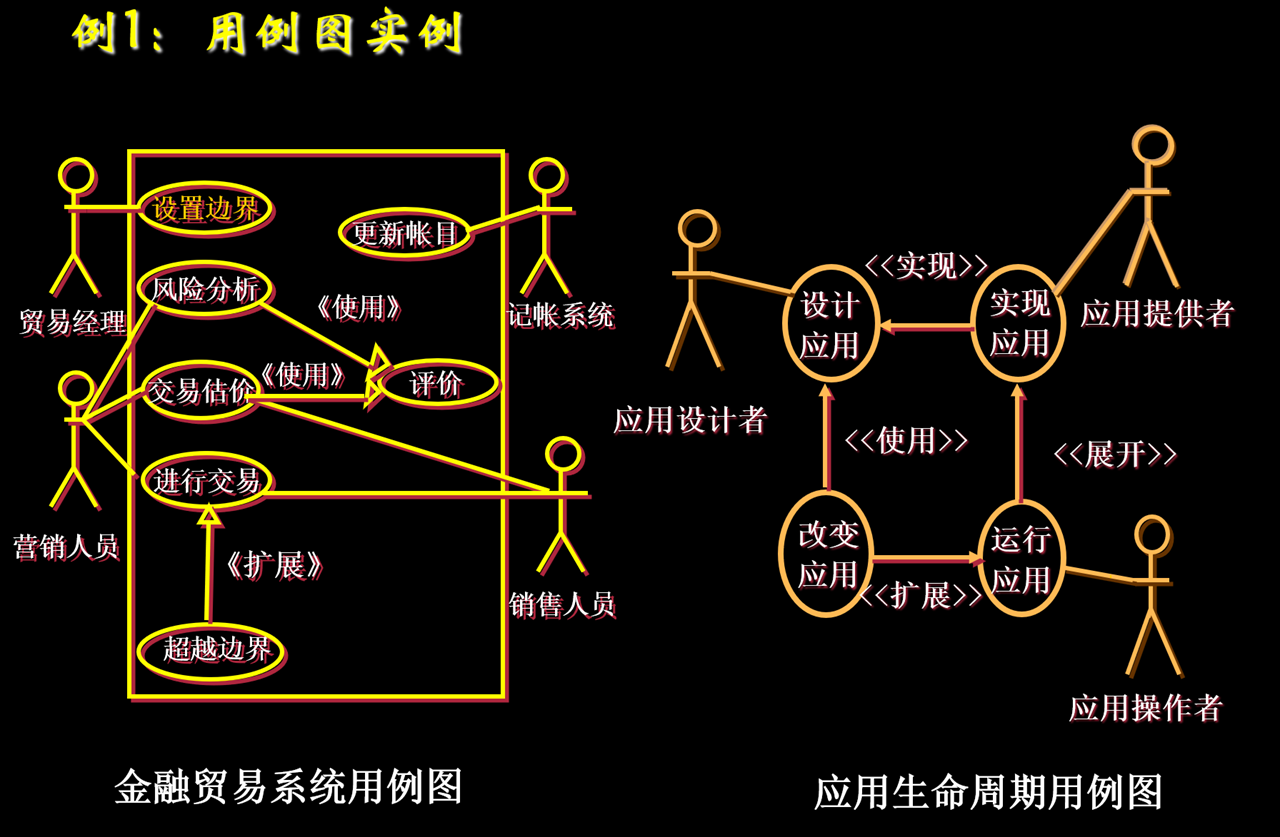 例1：用例图实例
设置边界
更新帐目
风险分析
《使用》
贸易经理
记帐系统
交易估价
《使用》
评价
进行交易
营销人员
《扩展》
销售人员
超越边界
金融贸易系统用例图
<<实现>>
设计
应用
实现
应用
应用提供者
应用设计者
<<使用>>
<<展开>>
改变
应用
运行
应用
<<扩展>>
应用操作者
应用生命周期用例图